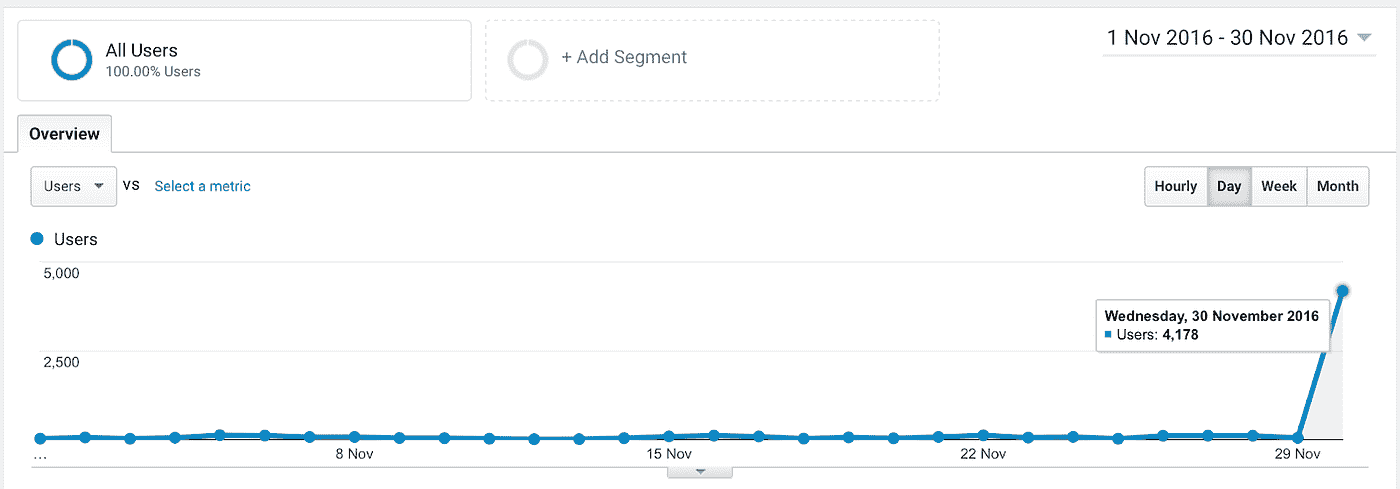 All Users
100.00% Users
+ Add Segment
1 Nov 2016 - 30 Nov 2016
Overview
Users VS Select a metric
Hourly Day Week Month
Users
5,000
Wednesday, 30 November 2016
Users: 4,178
2,500
... 8 Nov 15 Nov 22 Nov 29 Nov